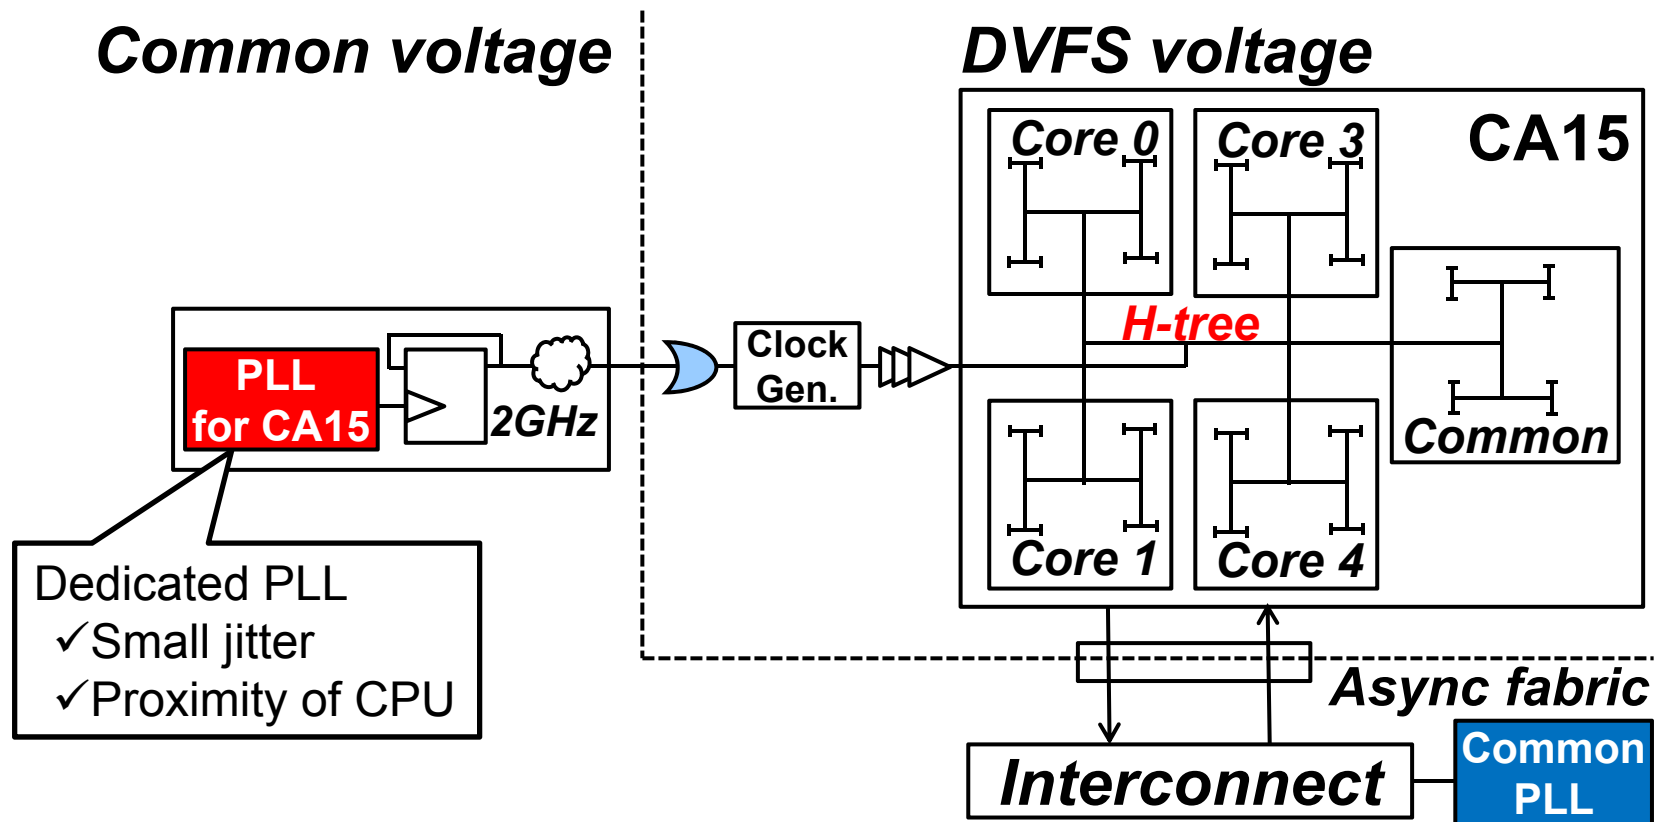 Common voltage
DVFS voltage
CA15
Core 0
Core 3
H-tree
Clock
Gen.
PLL
for CA15
2GHz
Common
Core 1
Core 4
Dedicated PLL
✓Small jitter
✓Proximity of CPU
Async fabric
Interconnect
Common
PLL